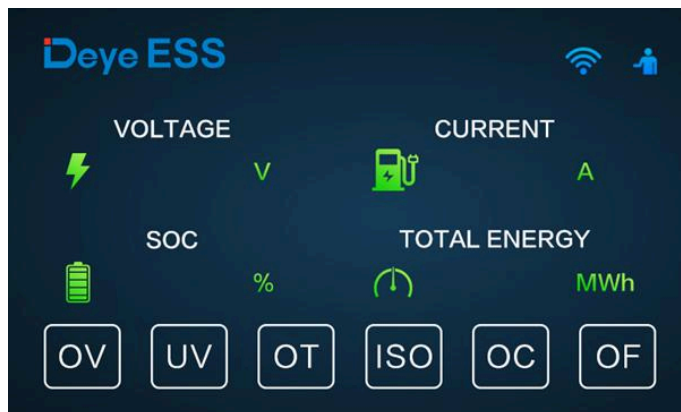 Deye ESS
VOLTAGE CURRENT
V A
SOC TOTAL ENERGY
% MWh
OV UV OT ISO OC OF